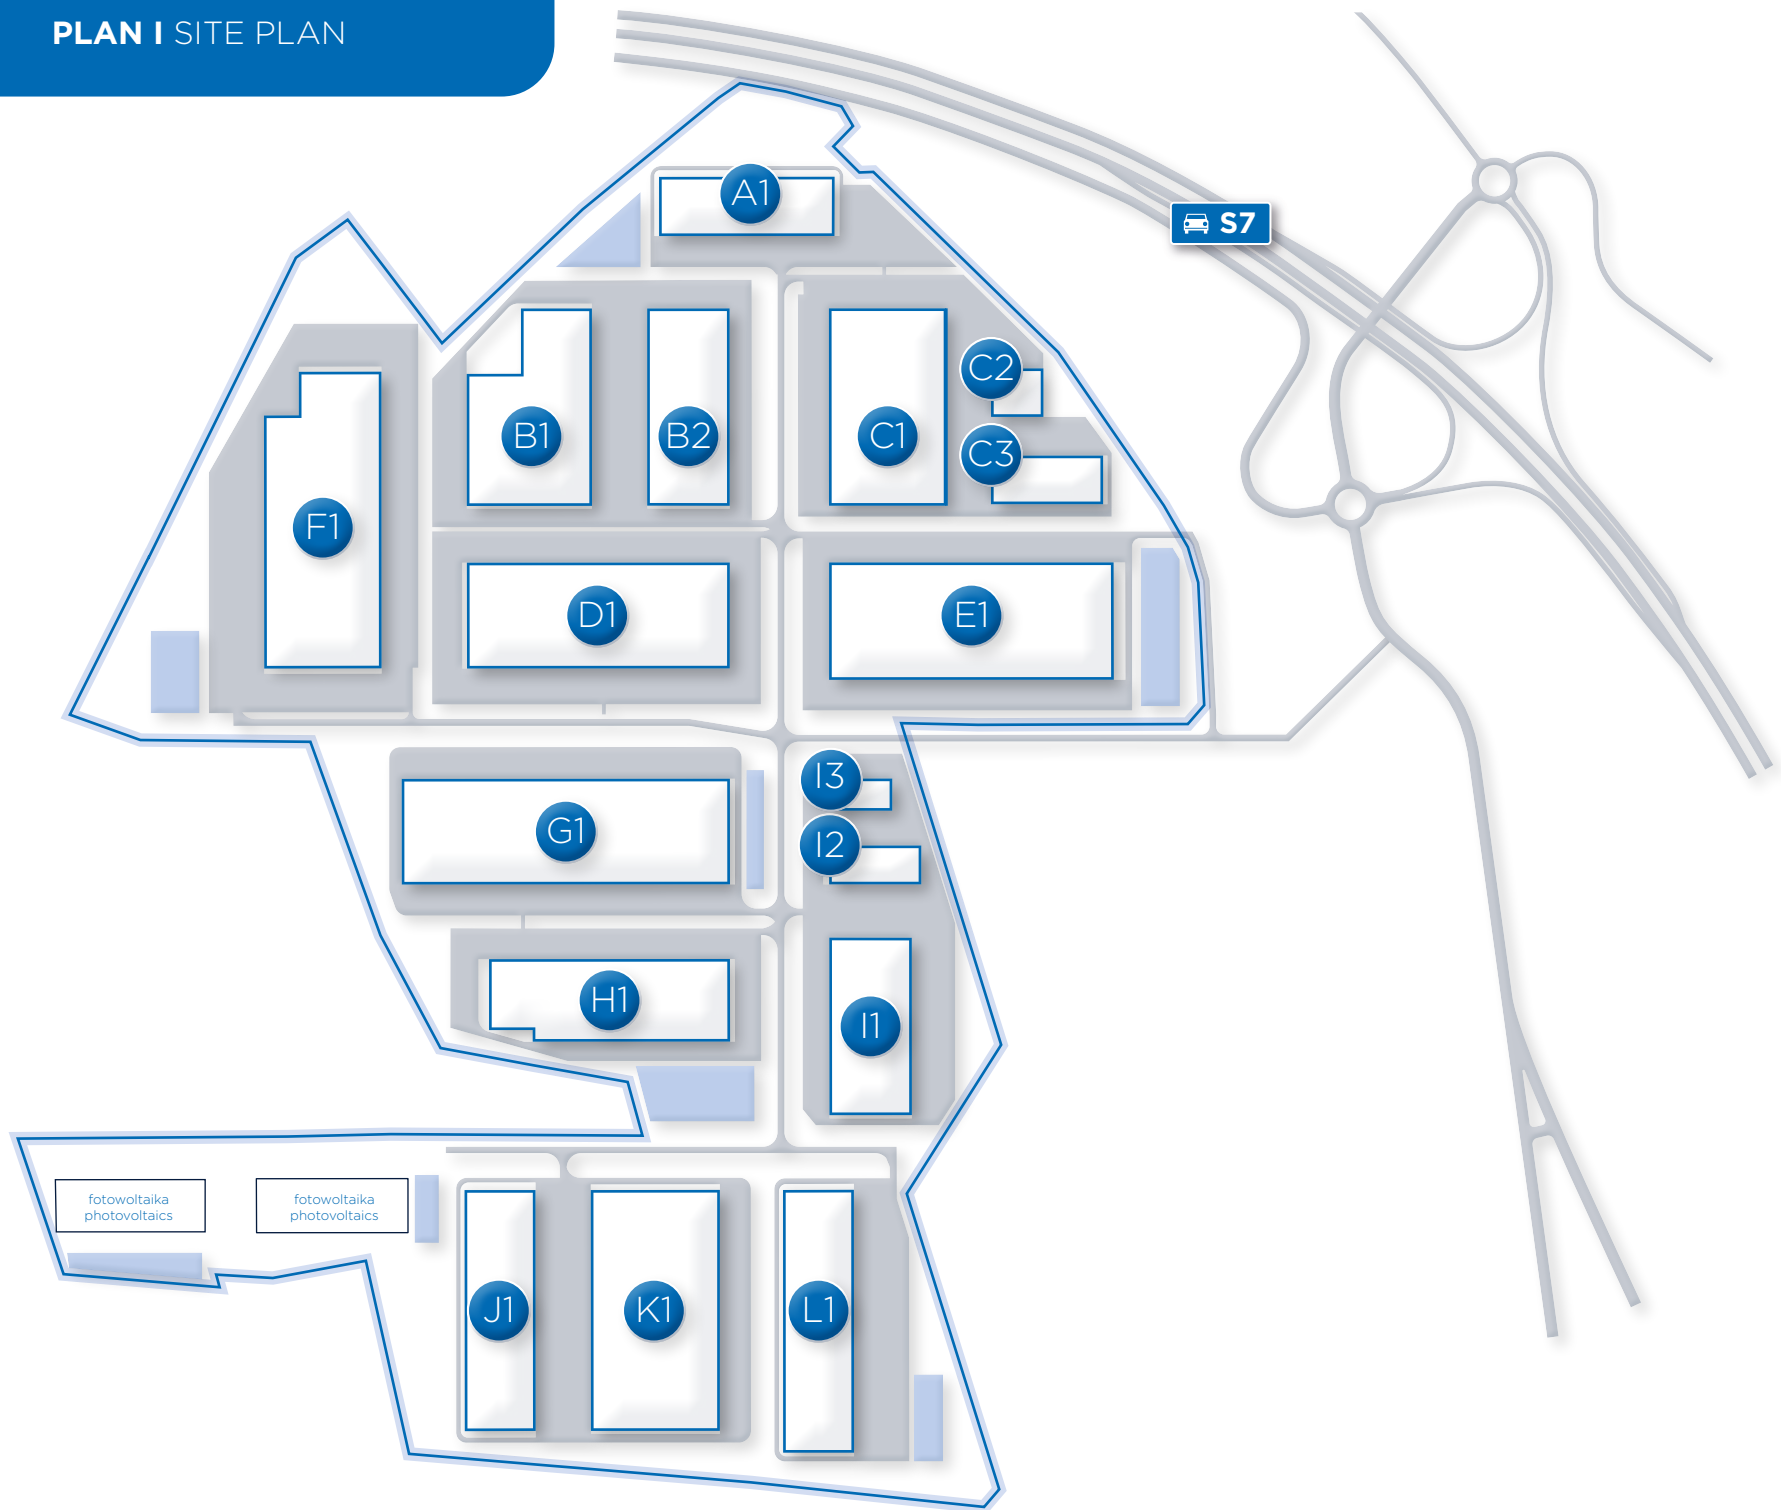 PLAN I SITE PLAN
A1
S7
C2
B1
B2
C1
C3
F1
D1
E1
I3
G1
I2
H1
I1
fotowoltaika
photovoltaics
fotowoltaika
photovoltaics
J1
K1
L1